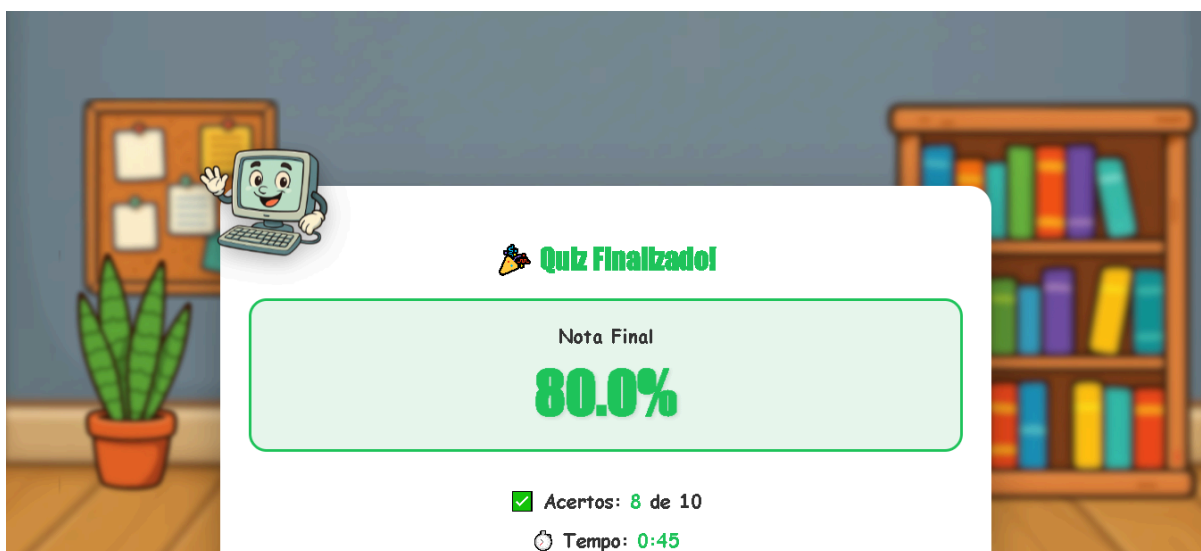 Quiz Finalizado!
Nota Final
80.0%
Acertos: 8 de 10
Tempo: 0:45